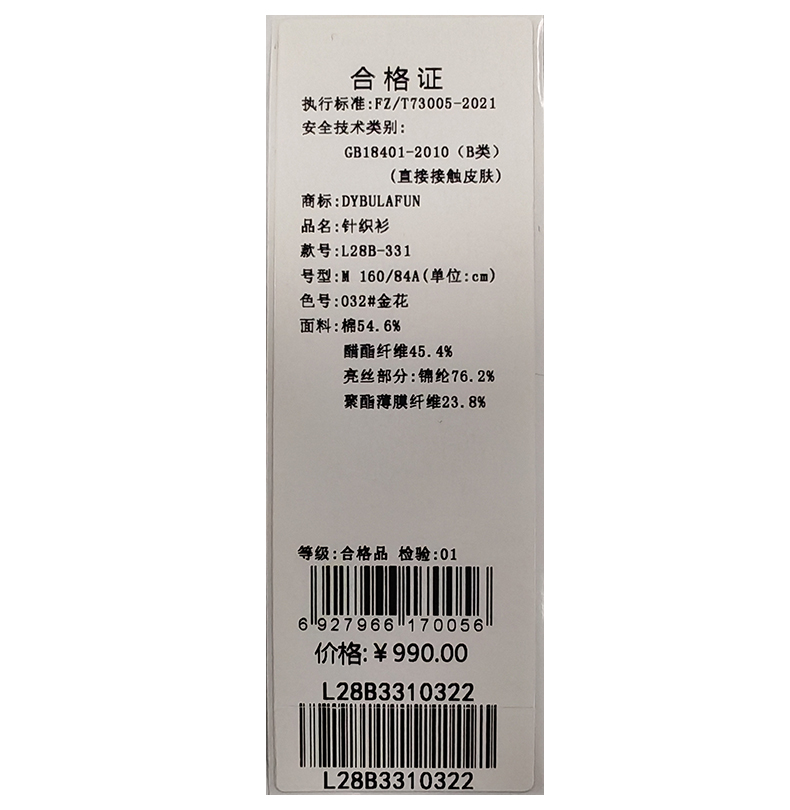 合格证
执行标准:FZ/T73005-2021
安全技术类别:
GB18401-2010（B类）
(直接接触皮肤)
商标:DYBULAFUN
品名:针织衫
款号:L28B-331
号型:M 160/84A(单位:cm)
色号:032#金花
面料:棉54.6%
醋酯纤维45.4%
亮丝部分:锦纶76.2%
聚酯薄膜纤维23.8%
等级:合格品 检验:01
6 927966 170056
价格:￥990.00
L28B3310322
L28B3310322